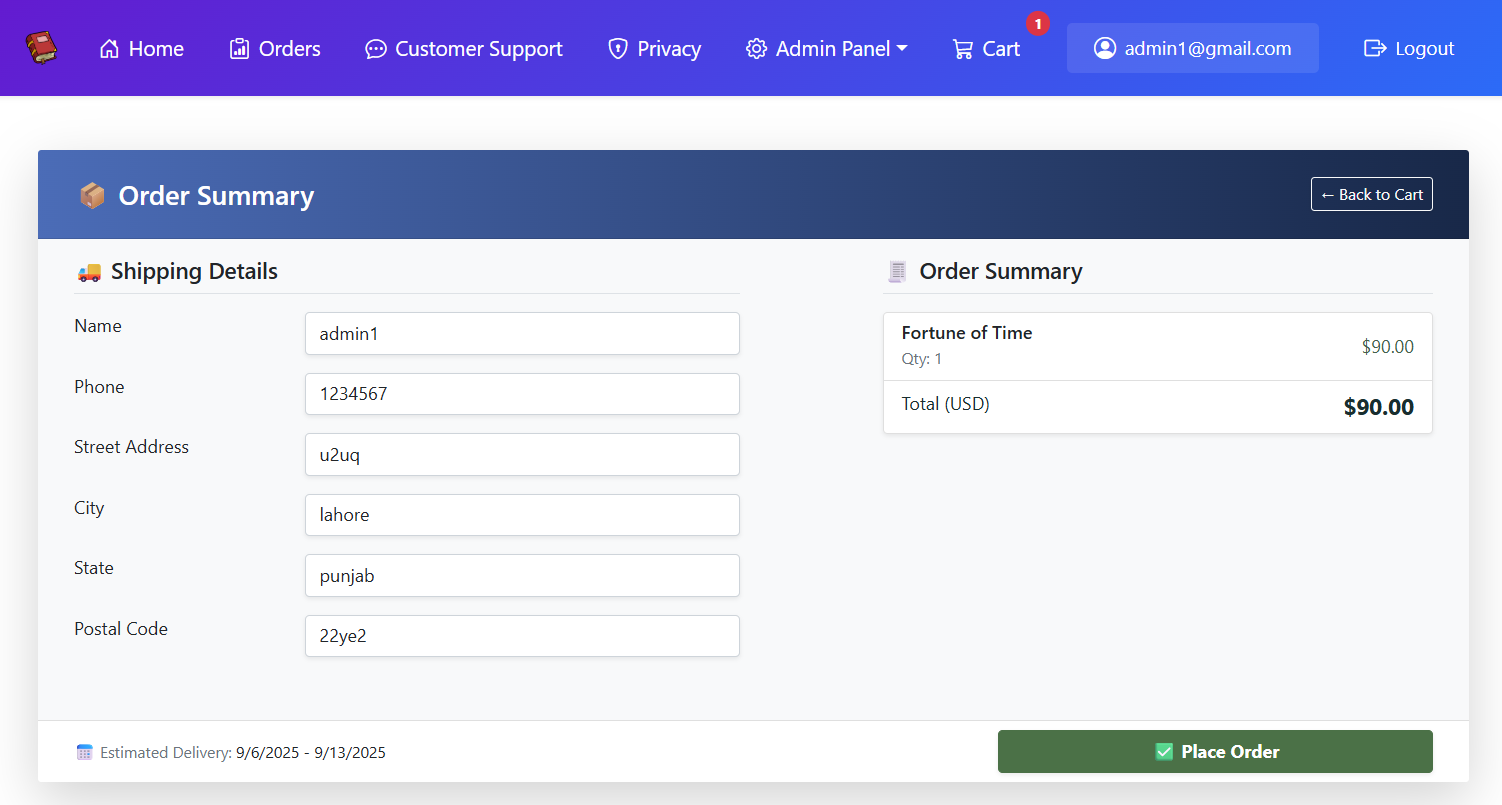 Home
Orders
Customer Support
Privacy
Admin Panel
Cart
1
admin1@gmail.com
Logout
Order Summary
← Back to Cart
Shipping Details
Name
admin1
Phone
1234567
Street Address
u2uq
City
lahore
State
punjab
Postal Code
22ye2
Order Summary
Fortune of Time
Qty: 1
$90.00
Total (USD)
$90.00
Estimated Delivery: 9/6/2025 - 9/13/2025
Place Order